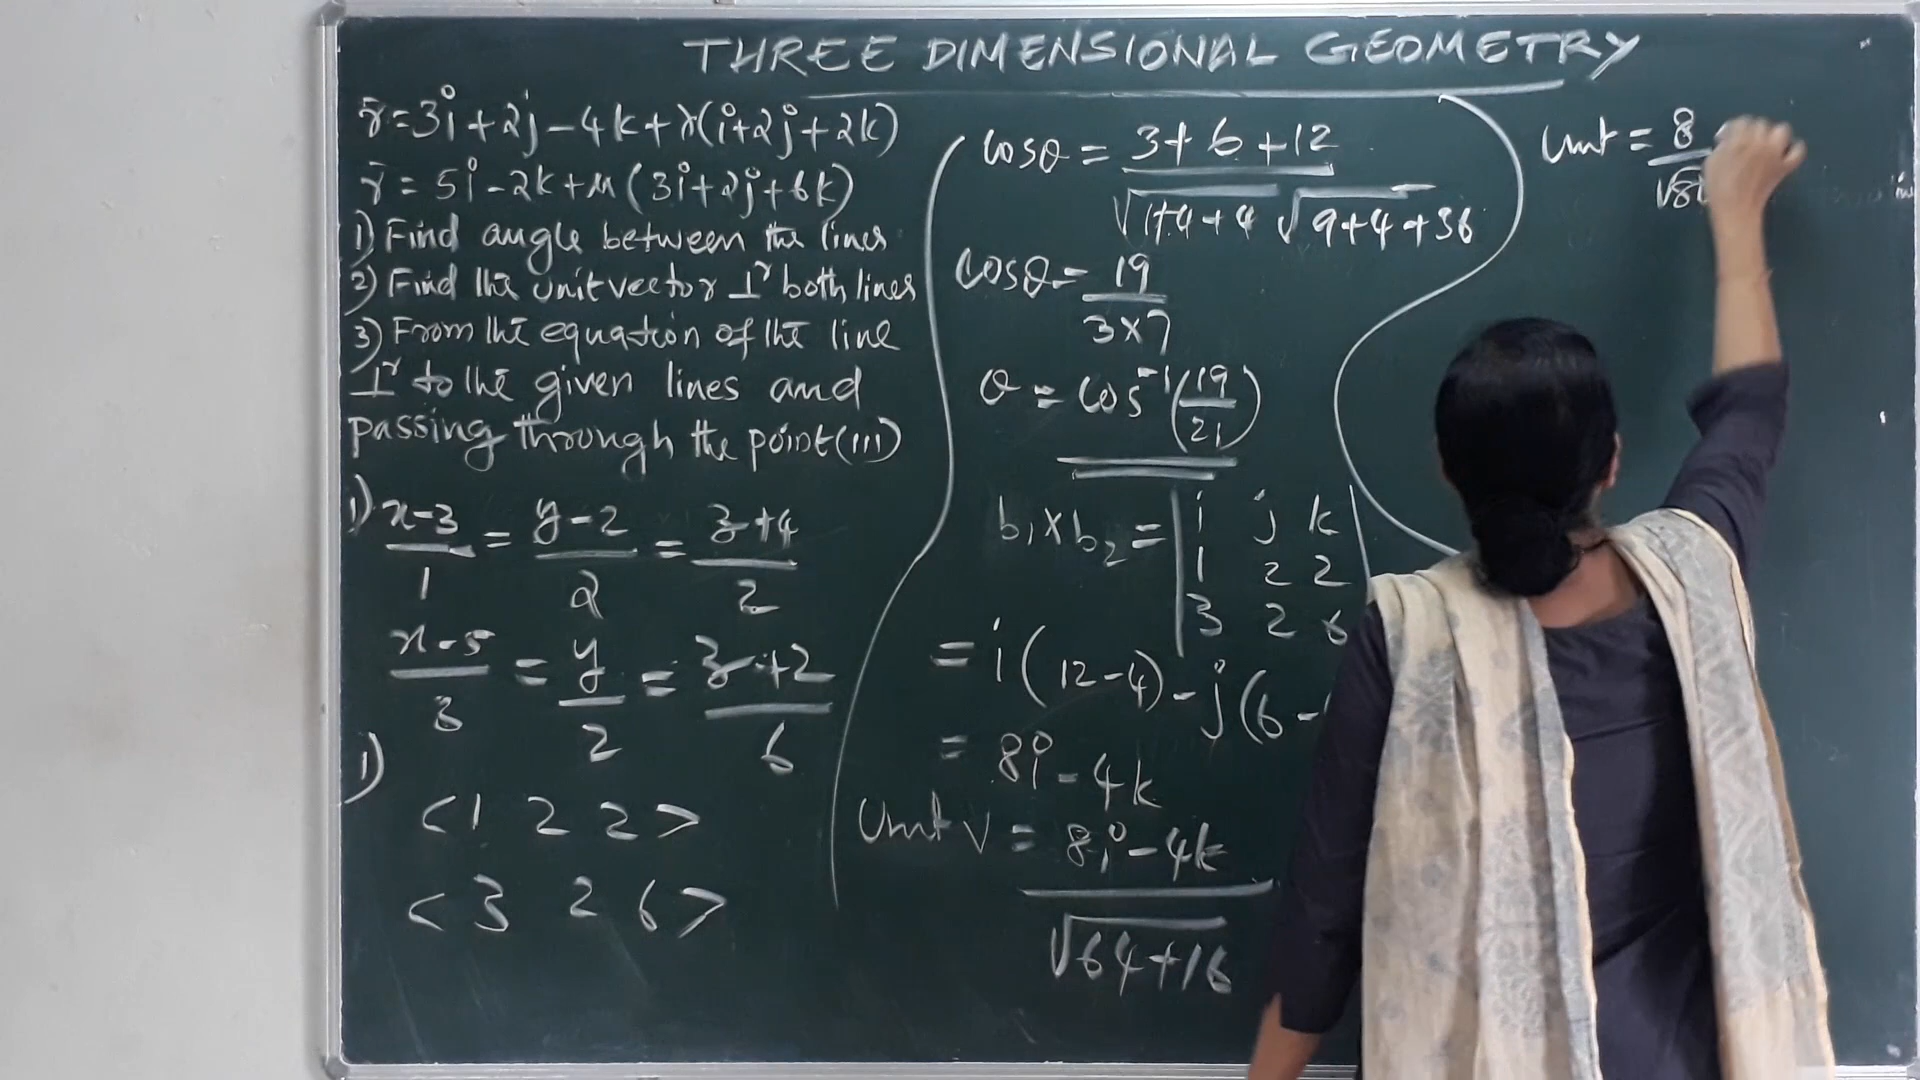 THREE DIMENSIONAL GEOMETRY
r̄ = 3i + 2j - 4k + λ(i + 2j + 2k)
r̄ = 5i - 2k + μ(3i + 2j + 6k)
1) Find angle between the lines
2) Find the unit vector ⊥r both lines
3) From the equation of the line
⊥r to the given lines and
passing through the point (111)
1) x-3/1 = y-2/2 = z+4/2
x-5/3 = y/2 = z+2/6
1)
<1 2 2>
<3 2 6>
cosθ = 3+6+12 / √1+4+4 √9+4+36
cosθ = 19 / 3×7
θ = cos⁻¹(19/21)
b₁×b₂ = | i j k
1 2 2
3 2 6
= i(12-4) - j(6-
= 8i - 4k
Unit V = 8i - 4k / √64+16
Unit = 8 / √80